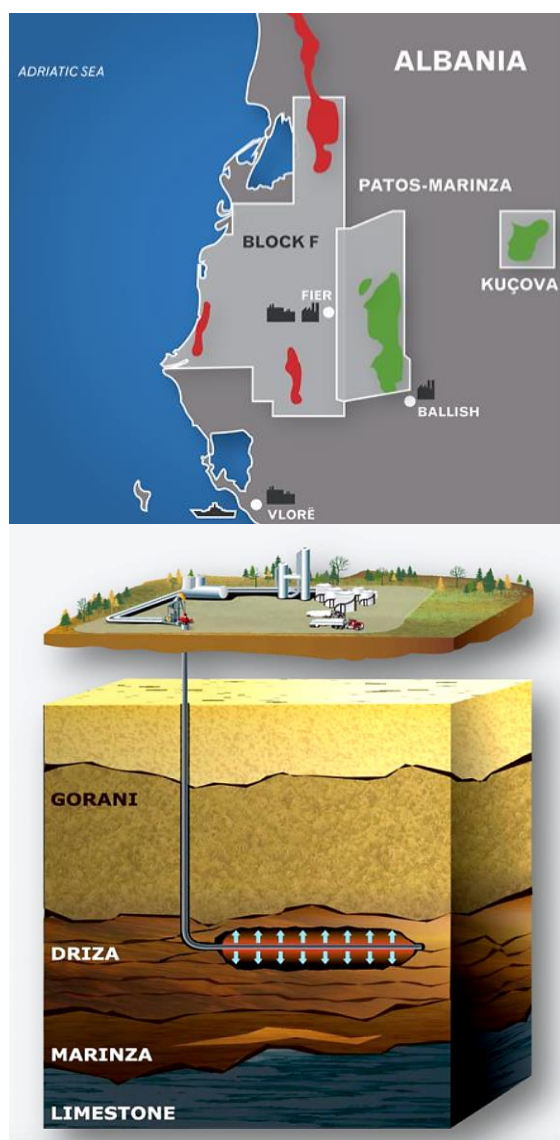 ADRIATIC SEA
ALBANIA
PATOS-MARINZA
BLOCK F
KUÇOVA
FIER
BALLISH
VLORË
GORANI
DRIZA
MARINZA
LIMESTONE